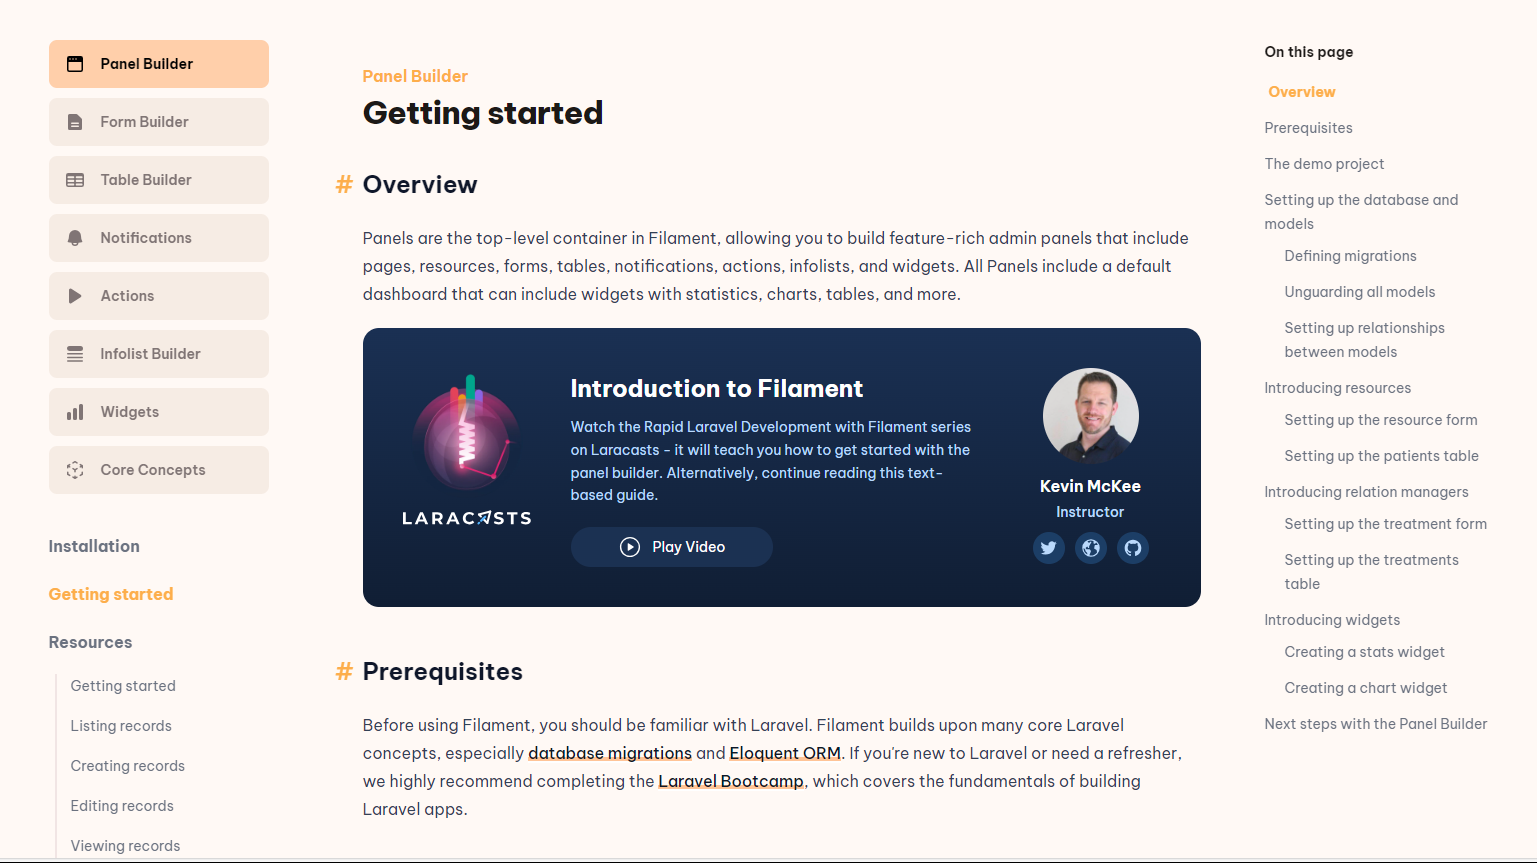 Panel Builder
Form Builder
Table Builder
Notifications
Actions
Infolist Builder
Widgets
Core Concepts
Installation
Getting started
Resources
Getting started
Listing records
Creating records
Editing records
Viewing records
Panel Builder
Getting started
# Overview
Panels are the top-level container in Filament, allowing you to build feature-rich admin panels that include
pages, resources, forms, tables, notifications, actions, infolists, and widgets. All Panels include a default
dashboard that can include widgets with statistics, charts, tables, and more.
LARACASTS
Introduction to Filament
Watch the Rapid Laravel Development with Filament series
on Laracasts - it will teach you how to get started with the
panel builder. Alternatively, continue reading this text-
based guide.
Play Video
Kevin McKee
Instructor
# Prerequisites
Before using Filament, you should be familiar with Laravel. Filament builds upon many core Laravel
concepts, especially database migrations and Eloquent ORM. If you're new to Laravel or need a refresher,
we highly recommend completing the Laravel Bootcamp, which covers the fundamentals of building
Laravel apps.
On this page
Overview
Prerequisites
The demo project
Setting up the database and
models
Defining migrations
Unguarding all models
Setting up relationships
between models
Introducing resources
Setting up the resource form
Setting up the patients table
Introducing relation managers
Setting up the treatment form
Setting up the treatments
table
Introducing widgets
Creating a stats widget
Creating a chart widget
Next steps with the Panel Builder